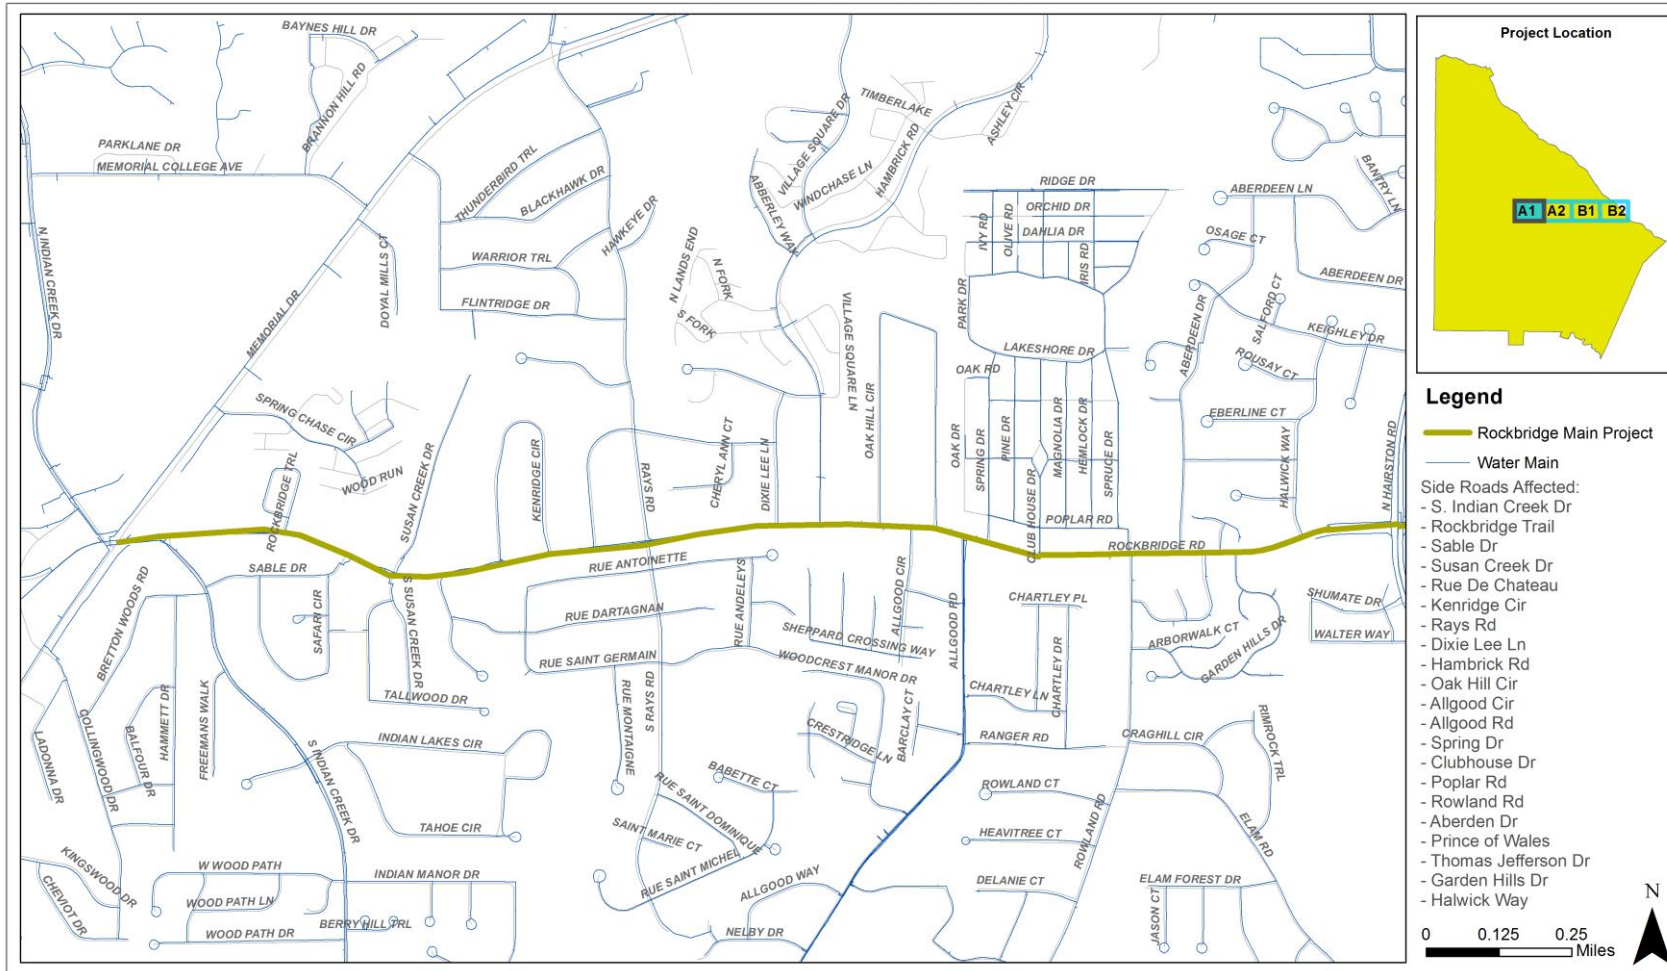 BAYNES HILL DR
BRANNON HILL RD
PARKLANE DR
MEMORIAL COLLEGE AVE
N INDIAN CREEK DR
MEMORIAL DR
DOYAL MILLS CT
THUNDERBIRD TRL
BLACKHAWK DR
HAWKEYE DR
WARRIOR TRL
FLINTRIDGE DR
N LANDS END
N FORK
S FORK
ABBERLEY WAY
VILLAGE SQUARE DR
TIMBERLAKE
WINDCHASE LN
HAMBRICK RD
ASHLEY CIR
VILLAGE SQUARE LN
OAK HILL CIR
RIDGE DR
ORCHID DR
DAHLIA DR
IVY RD
OLIVE RD
IRIS RD
PARK DR
LAKESHORE DR
OAK RD
OAK DR
SPRING DR
PINE DR
CLUB HOUSE DR
MAGNOLIA DR
HEMLOCK DR
SPRUCE DR
POPLAR RD
ABERDEEN LN
BANTRY LN
OSAGE CT
ABERDEEN DR
SALFORD CT
ABERDEEN DR
KEIGHLEY DR
ROUSAY CT
EBERLINE CT
HALWICK WAY
N HAIRSTON RD
SPRING CHASE CIR
WOOD RUN
ROCKBRIDGE TRL
SUSAN CREEK DR
KENRIDGE CIR
RAYS RD
CHERYL ANN CT
DIXIE LEE LN
ROCKBRIDGE RD
SABLE DR
BRETTON WOODS RD
SAFARI CIR
S SUSAN CREEK DR
RUE ANTOINETTE
RUE DARTAGNAN
RUE ANDELEYS
RUE SAINT GERMAIN
RUE MONTAIGNE
S RAYS RD
ALLGOOD CIR
SHEPPARD CROSSING WAY
WOODCREST MANOR DR
ALLGOOD RD
CHARTLEY PL
CHARTLEY DR
CHARTLEY LN
ARBORWALK CT
GARDEN HILLS DR
SHUMATE DR
WALTER WAY
TALLWOOD DR
INDIAN LAKES CIR
LADONNA DR
COLLINGWOOD DR
BALFOUR DR
HAMMETT DR
FREEMANS WALK
S INDIAN CREEK DR
TAHOE CIR
BABETTE CT
CRESTRIDGE LN
BARCLAY CT
RUE SAINT DOMINIQUE
SAINT MARIE CT
RUE SAINT MICHEL
RANGER RD
CRAGHILL CIR
RIMROCK TRL
ROWLAND CT
HEAVITREE CT
ROWLAND RD
ELAM RD
KINGSWOOD DR
CHEVIOT DR
W WOOD PATH
WOOD PATH LN
WOOD PATH DR
INDIAN MANOR DR
BERRY HILL TRL
ALLGOOD WAY
NELBY DR
DELANIE CT
ELAM FOREST DR
JASON CT
Project Location
A1 A2 B1 B2
Legend
Rockbridge Main Project
Water Main
Side Roads Affected:
- S. Indian Creek Dr
- Rockbridge Trail
- Sable Dr
- Susan Creek Dr
- Rue De Chateau
- Kenridge Cir
- Rays Rd
- Dixie Lee Ln
- Hambrick Rd
- Oak Hill Cir
- Allgood Cir
- Allgood Rd
- Spring Dr
- Clubhouse Dr
- Poplar Rd
- Rowland Rd
- Aberden Dr
- Prince of Wales
- Thomas Jefferson Dr
- Garden Hills Dr
- Halwick Way
N
0 0.125 0.25
Miles